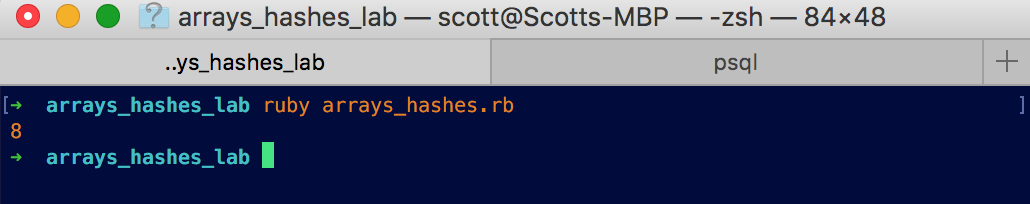 arrays_hashes_lab — scott@Scotts-MBP — -zsh — 84×48
..ys_hashes_lab psql +
[➜ arrays_hashes_lab ruby arrays_hashes.rb ]
8
➜ arrays_hashes_lab